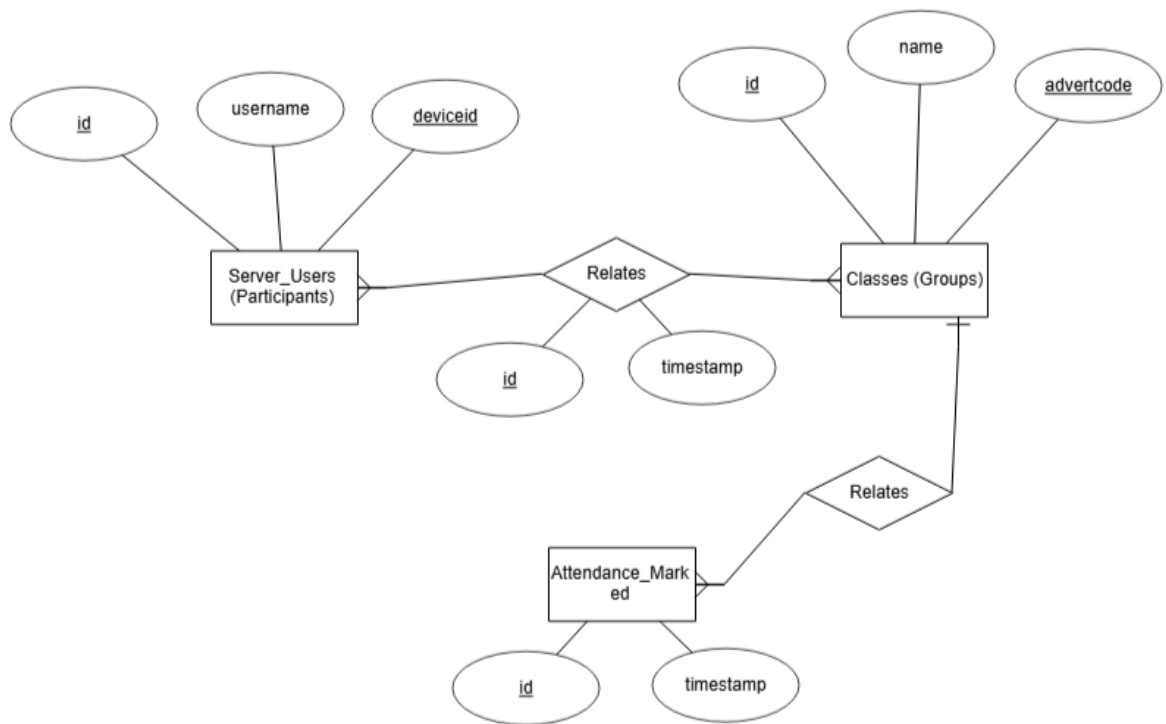 name
id
advertcode
id
username
deviceid
Server_Users
(Participants)
Relates
Classes (Groups)
id
timestamp
Relates
Attendance_Mark
ed
id
timestamp